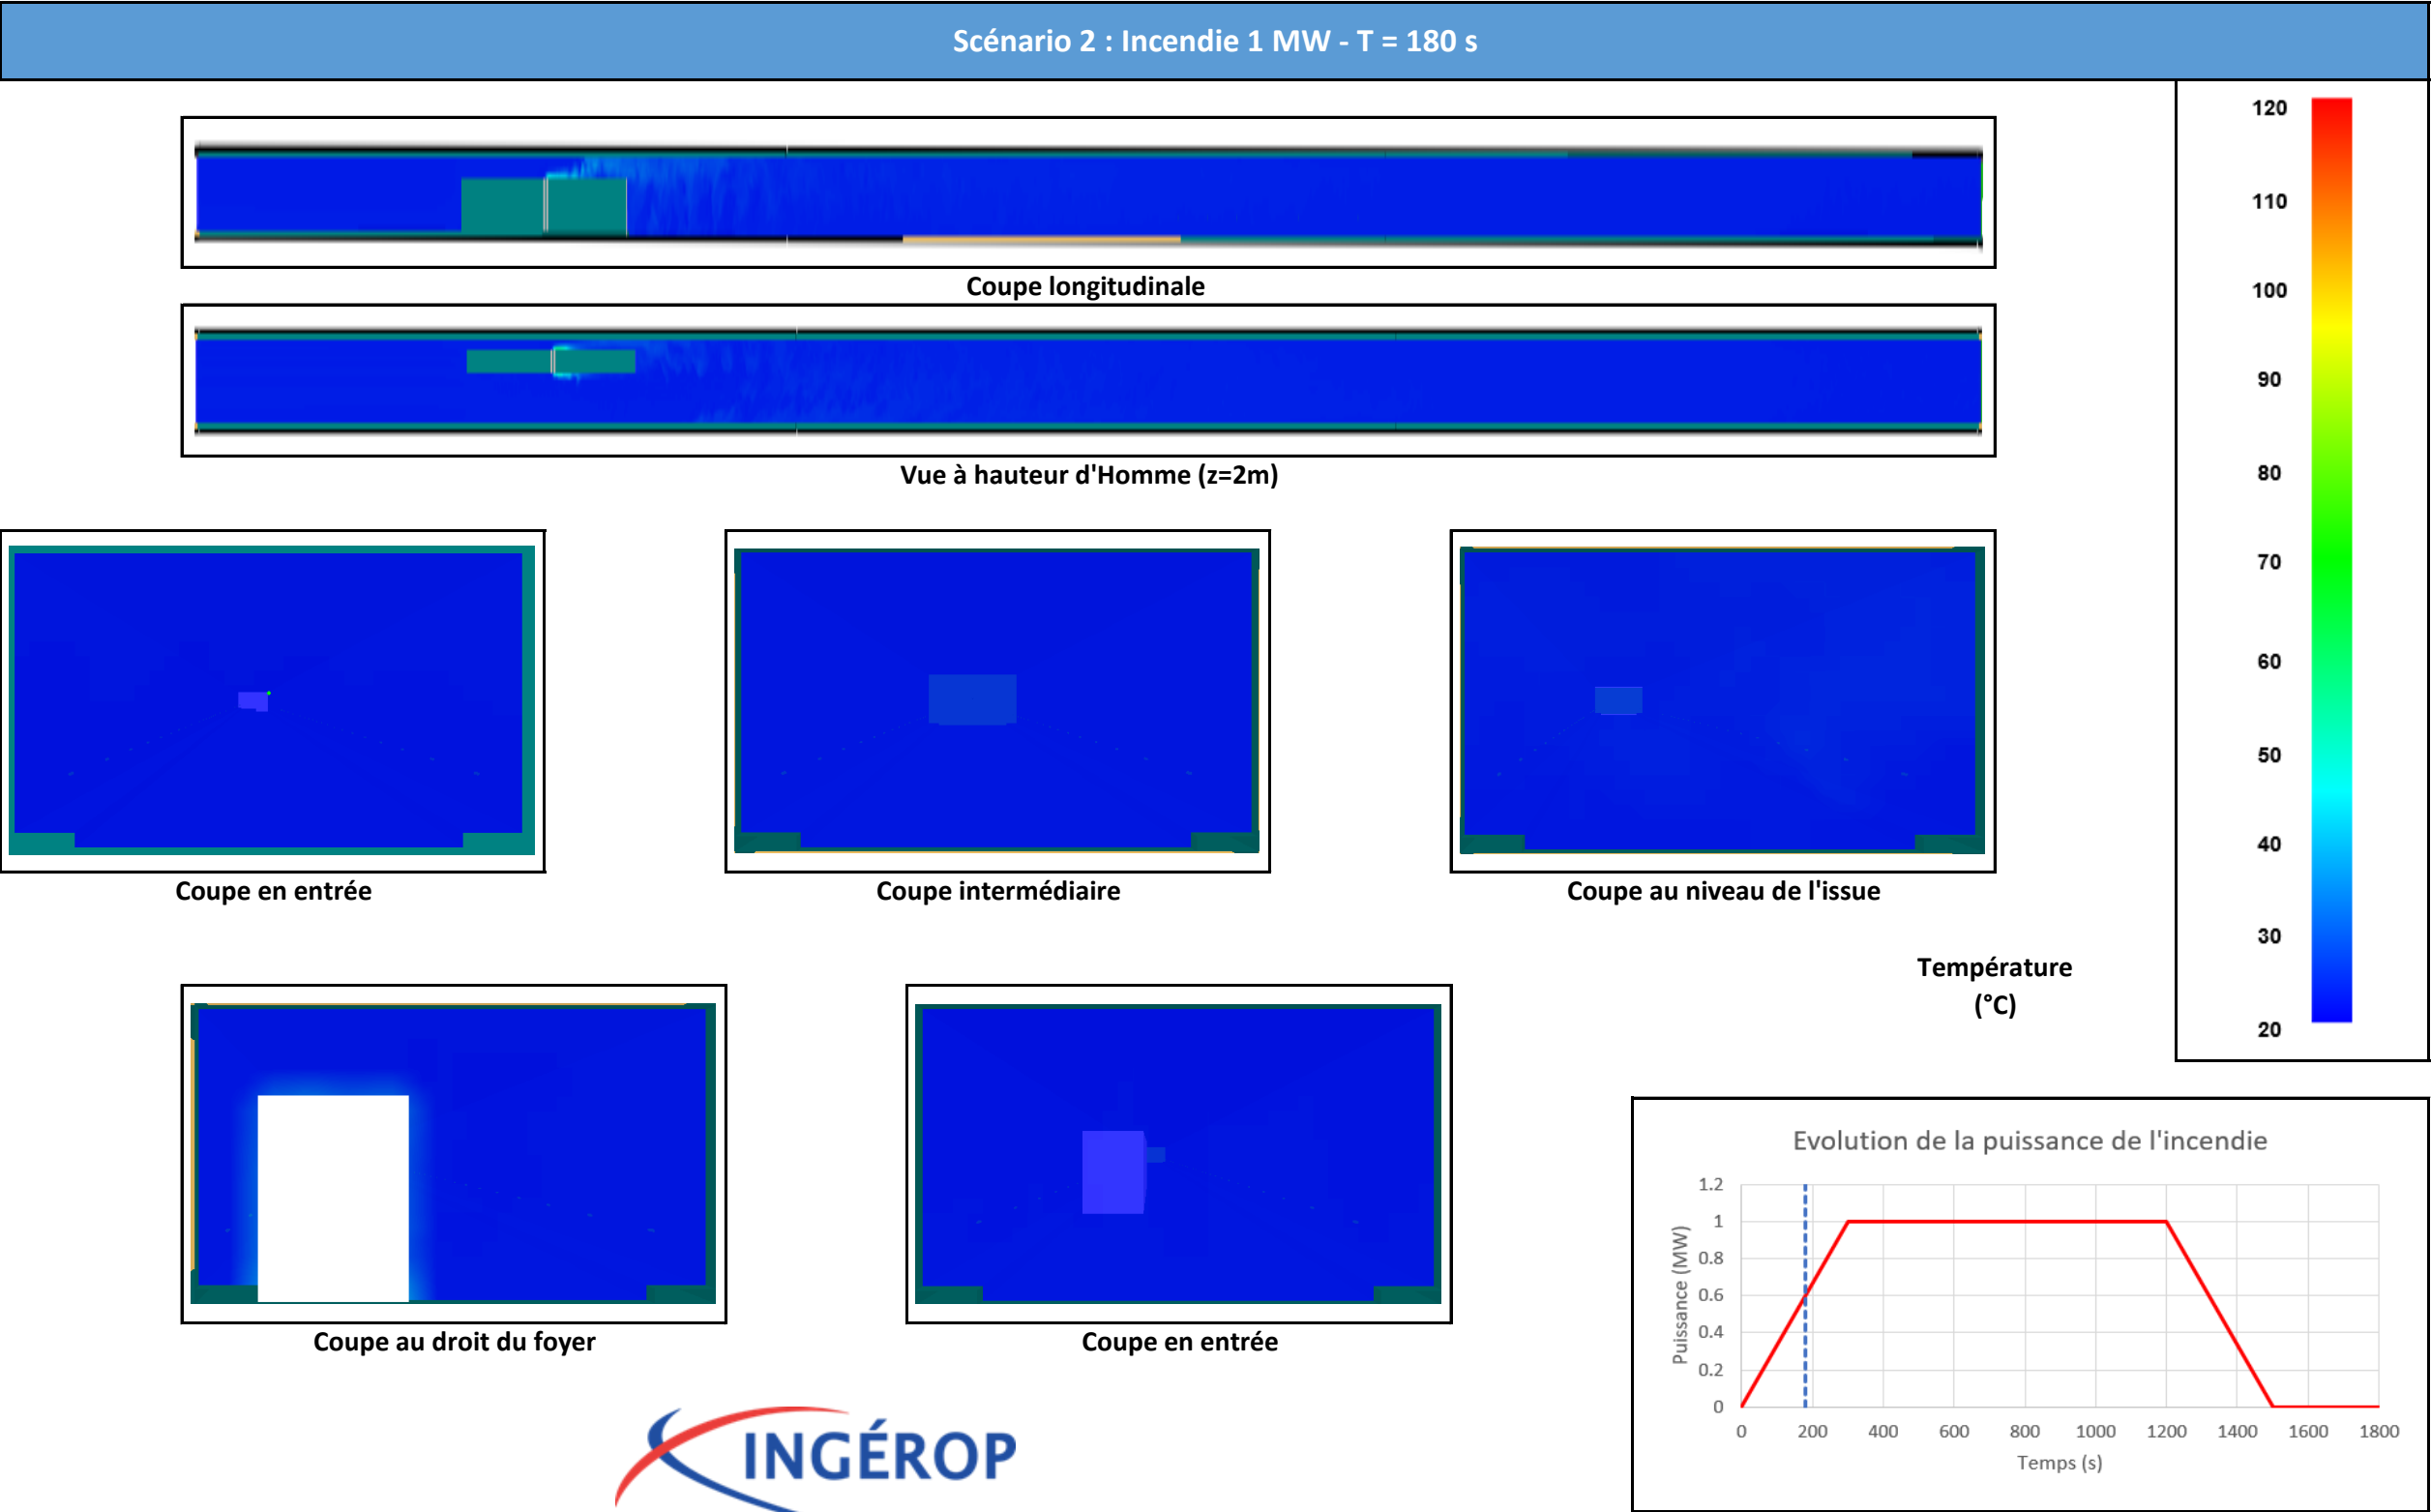 Scénario 2 : Incendie 1 MW - T = 180 s
Coupe longitudinale
Vue à hauteur d'Homme (z=2m)
Coupe en entrée
Coupe intermédiaire
Coupe au niveau de l'issue
Coupe au droit du foyer
Coupe en entrée
120
110
100
90
80
70
60
50
40
30
20
Température
(°C)
Evolution de la puissance de l'incendie
Puissance (MW)
1.2
1
0.8
0.6
0.4
0.2
0
0 200 400 600 800 1000 1200 1400 1600 1800
Temps (s)
INGÉROP